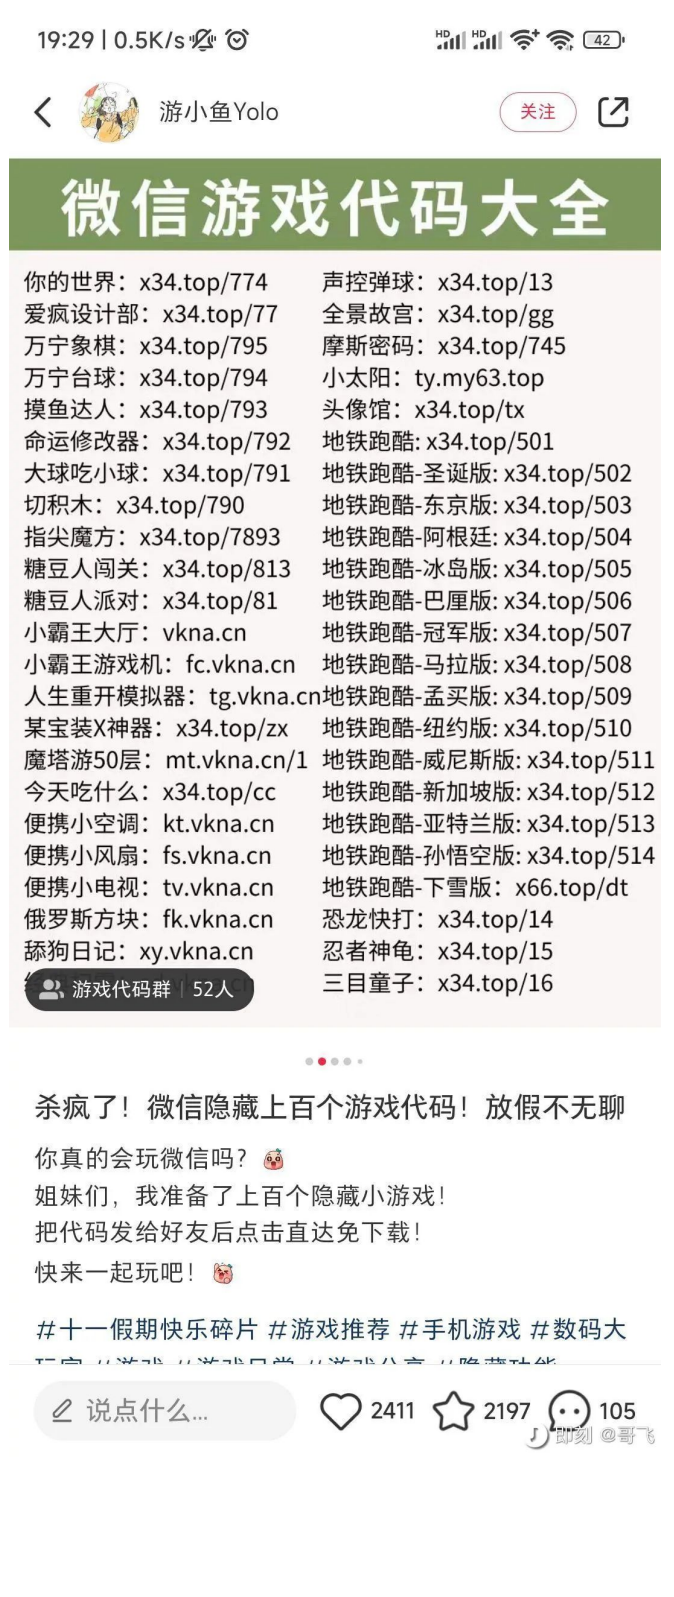 19:29 | 0.5K/s
HD HD 42
游小鱼Yolo
关注
微信游戏代码大全
你的世界：x34.top/774
爱疯设计部：x34.top/77
万宁象棋：x34.top/795
万宁台球：x34.top/794
摸鱼达人：x34.top/793
命运修改器：x34.top/792
大球吃小球：x34.top/791
切积木：x34.top/790
指尖魔方：x34.top/7893
糖豆人闯关：x34.top/813
糖豆人派对：x34.top/81
小霸王大厅：vkna.cn
小霸王游戏机：fc.vkna.cn
人生重开模拟器：tg.vkna.cn
某宝装X神器：x34.top/zx
魔塔游50层：mt.vkna.cn/1
今天吃什么：x34.top/cc
便携小空调：kt.vkna.cn
便携小风扇：fs.vkna.cn
便携小电视：tv.vkna.cn
俄罗斯方块：fk.vkna.cn
舔狗日记：xy.vkna.cn
声控弹球：x34.top/13
全景故宫：x34.top/gg
摩斯密码：x34.top/745
小太阳：ty.my63.top
头像馆：x34.top/tx
地铁跑酷: x34.top/501
地铁跑酷-圣诞版: x34.top/502
地铁跑酷-东京版: x34.top/503
地铁跑酷-阿根廷: x34.top/504
地铁跑酷-冰岛版: x34.top/505
地铁跑酷-巴厘版: x34.top/506
地铁跑酷-冠军版: x34.top/507
地铁跑酷-马拉版: x34.top/508
地铁跑酷-孟买版: x34.top/509
地铁跑酷-纽约版: x34.top/510
地铁跑酷-威尼斯版: x34.top/511
地铁跑酷-新加坡版: x34.top/512
地铁跑酷-亚特兰版: x34.top/513
地铁跑酷-孙悟空版: x34.top/514
地铁跑酷-下雪版：x66.top/dt
恐龙快打：x34.top/14
忍者神龟：x34.top/15
三目童子：x34.top/16
游戏代码群 | 52人
杀疯了！微信隐藏上百个游戏代码！放假不无聊
你真的会玩微信吗？
姐妹们，我准备了上百个隐藏小游戏！
把代码发给好友后点击直达免下载！
快来一起玩吧！
#十一假期快乐碎片 #游戏推荐 #手机游戏 #数码大
玩家 #游戏 #游戏日常 #游戏分享 #隐藏功能
说点什么...
2411
2197
105
即刻 @哥飞